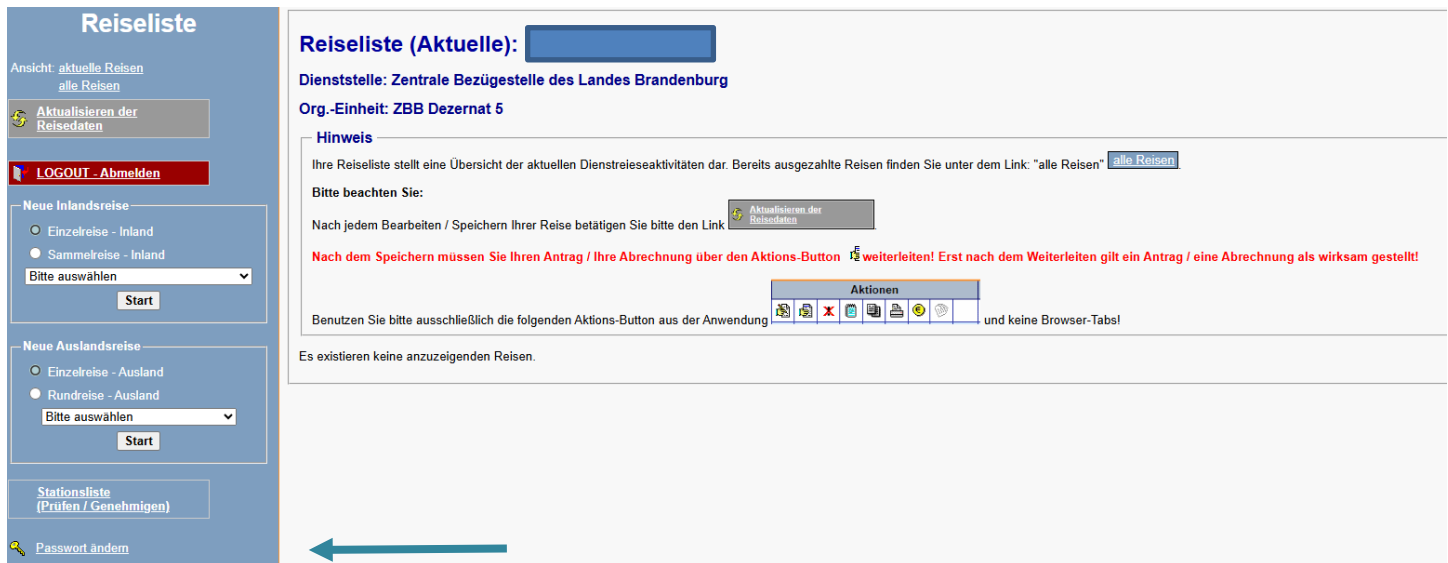 Reiseliste
Ansicht: aktuelle Reisen
alle Reisen
Aktualisieren der
Reisedaten
LOGOUT - Abmelden
Neue Inlandsreise
Einzelreise - Inland
Sammelreise - Inland
Bitte auswählen
Start
Neue Auslandsreise
Einzelreise - Ausland
Rundreise - Ausland
Bitte auswählen
Start
Stationsliste
(Prüfen / Genehmigen)
Passwort ändern
Reiseliste (Aktuelle):
Dienststelle: Zentrale Bezügestelle des Landes Brandenburg
Org.-Einheit: ZBB Dezernat 5
Hinweis
Ihre Reiseliste stellt eine Übersicht der aktuellen Dienstreieseaktivitäten dar. Bereits ausgezahlte Reisen finden Sie unter dem Link: "alle Reisen" alle Reisen.
Bitte beachten Sie:
Nach jedem Bearbeiten / Speichern Ihrer Reise betätigen Sie bitte den Link Aktualisieren der
Reisedaten.
Nach dem Speichern müssen Sie Ihren Antrag / Ihre Abrechnung über den Aktions-Button weiterleiten! Erst nach dem Weiterleiten gilt ein Antrag / eine Abrechnung als wirksam gestellt!
Aktionen
Benutzen Sie bitte ausschließlich die folgenden Aktions-Button aus der Anwendung und keine Browser-Tabs!
Es existieren keine anzuzeigenden Reisen.